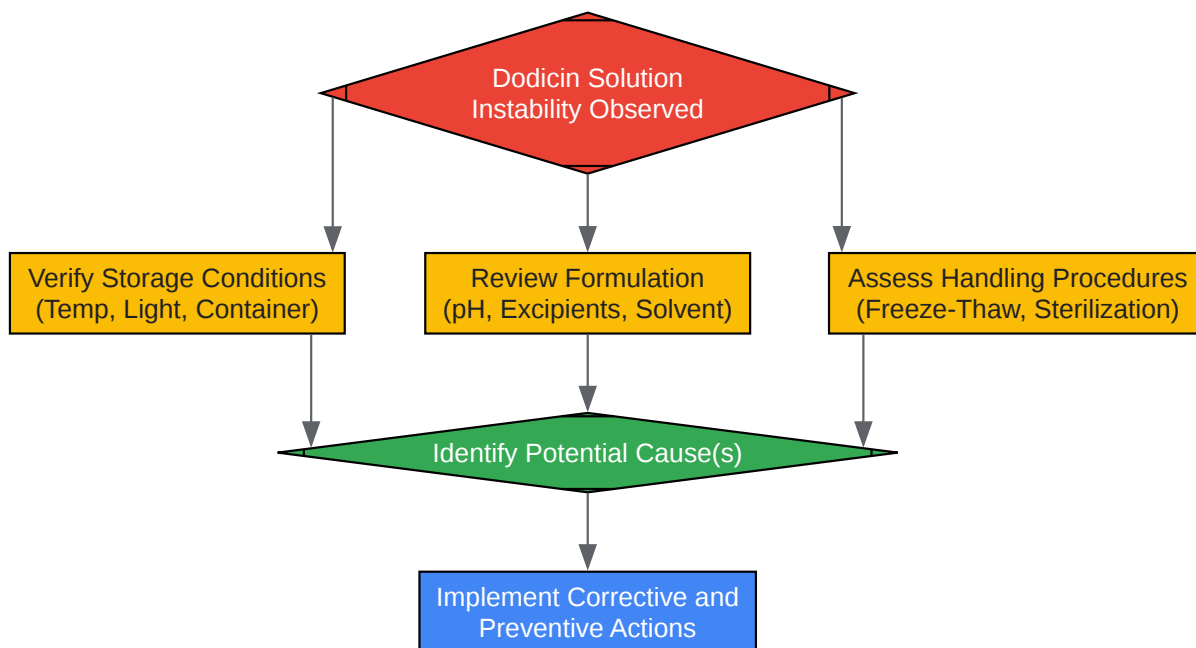 Dodicin Solution
Instability Observed
Verify Storage Conditions
(Temp, Light, Container)
Review Formulation
(pH, Excipients, Solvent)
Assess Handling Procedures
(Freeze-Thaw, Sterilization)
Identify Potential Cause(s)
Implement Corrective and
Preventive Actions